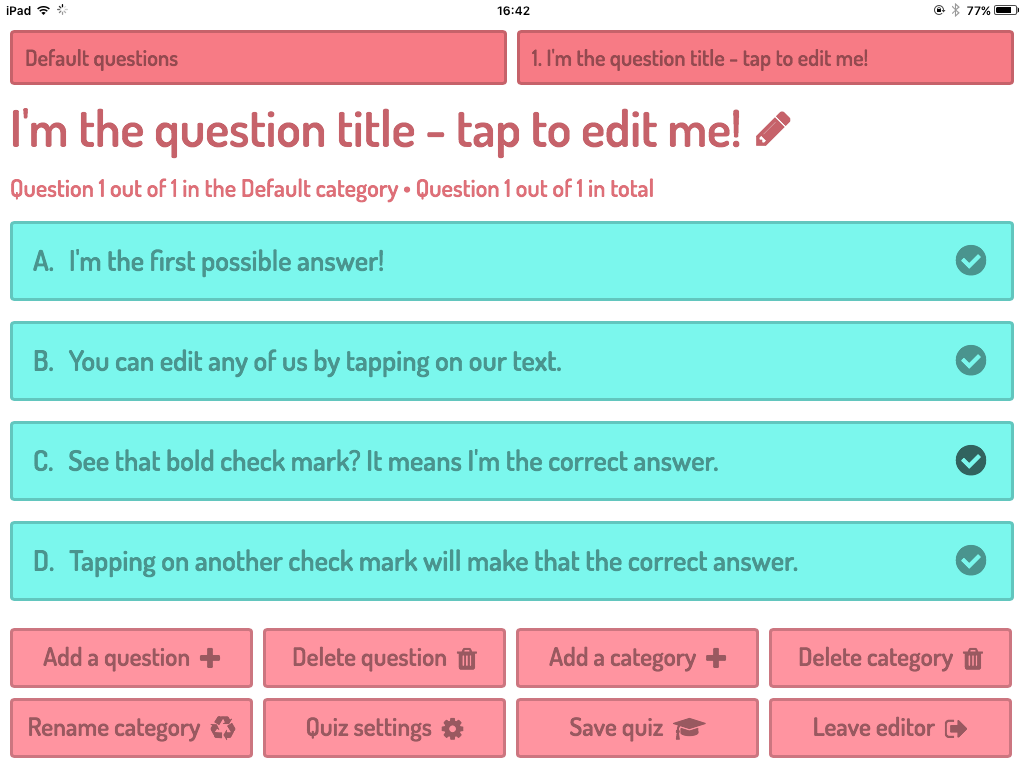 iPad 16:42 77%
Default questions 1. I'm the question title - tap to edit me!
I'm the question title - tap to edit me!
Question 1 out of 1 in the Default category • Question 1 out of 1 in total
A. I'm the first possible answer!
B. You can edit any of us by tapping on our text.
C. See that bold check mark? It means I'm the correct answer.
D. Tapping on another check mark will make that the correct answer.
Add a question Delete question Add a category Delete category
Rename category Quiz settings Save quiz Leave editor